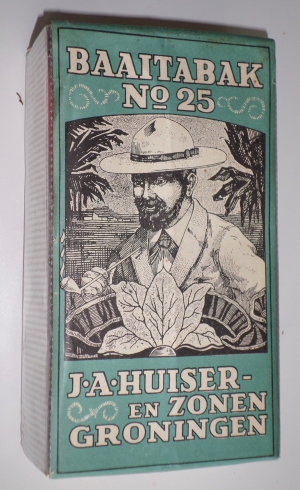 BAAITABAK
No 25
J·A·HUISER-
EN ZONEN
GRONINGEN